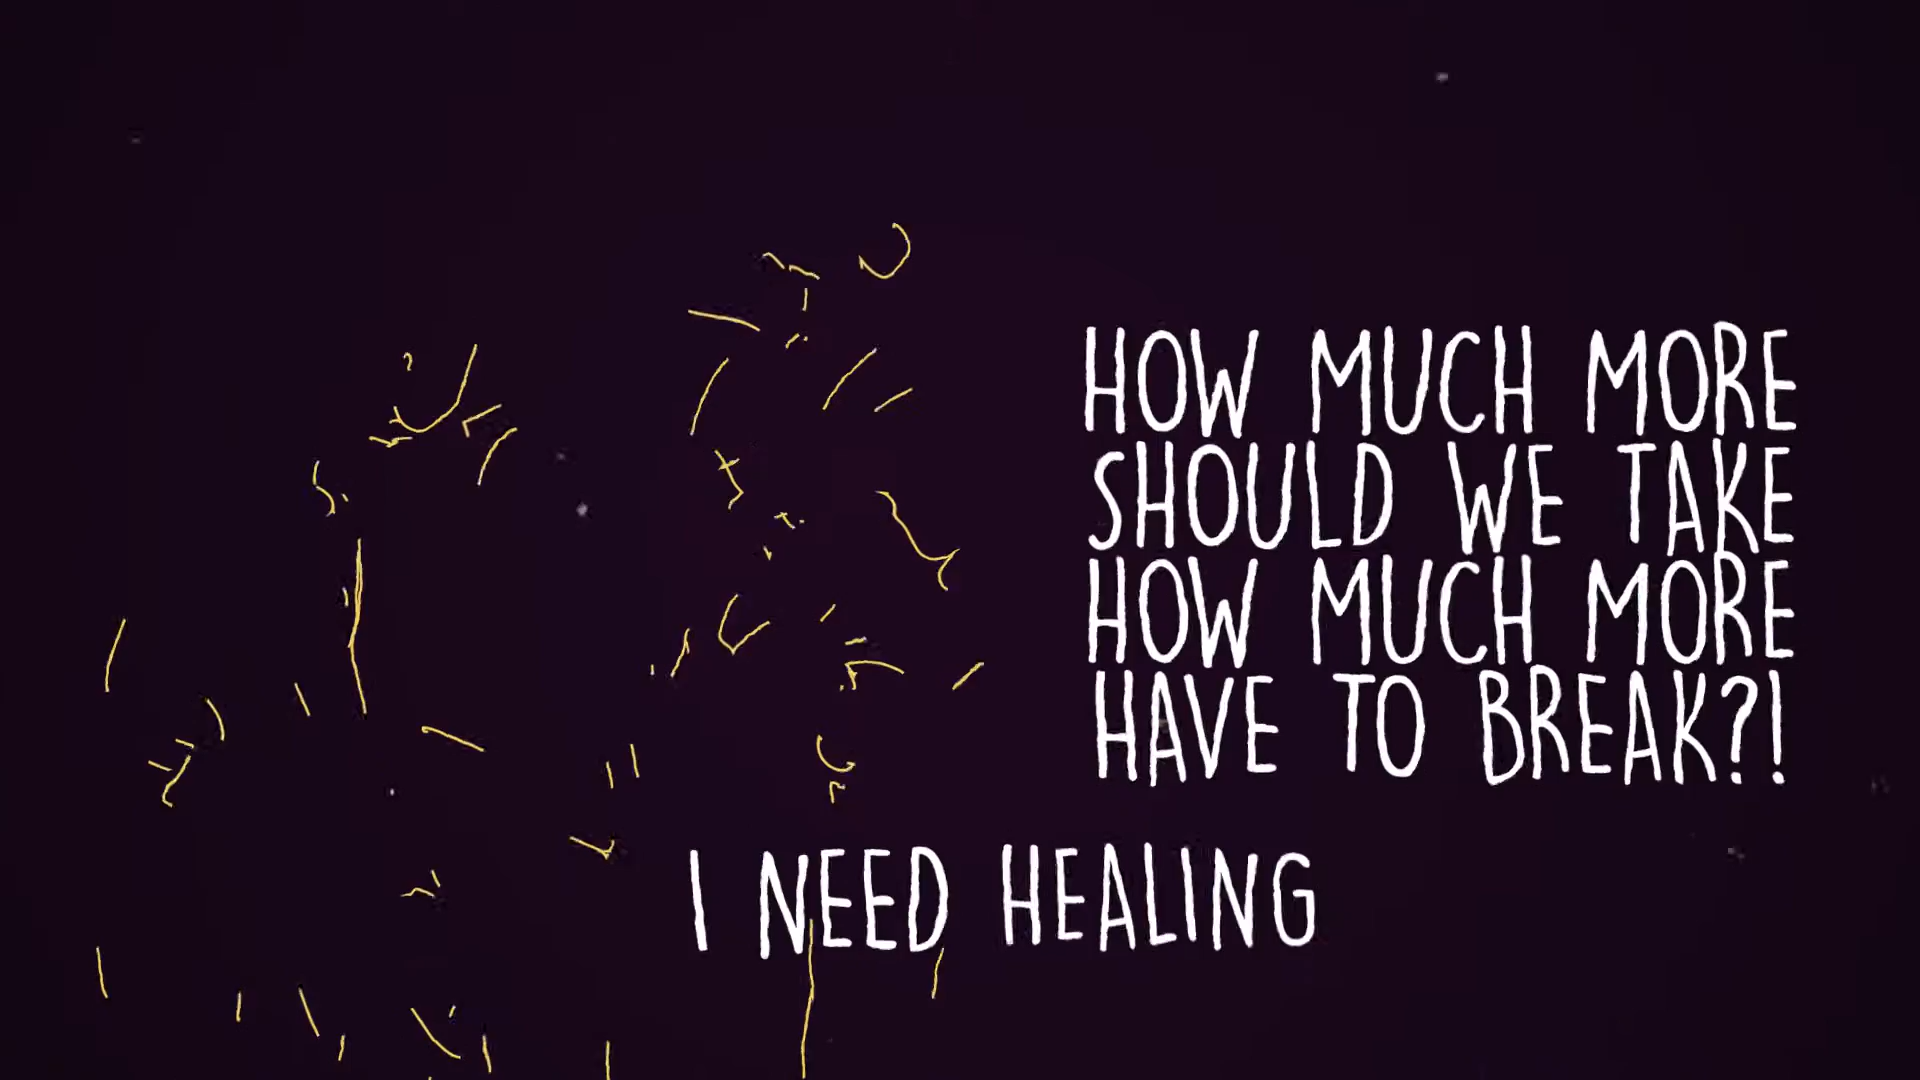 HOW MUCH MORE
SHOULD WE TAKE
HOW MUCH MORE
HAVE TO BREAK?!
I NEED HEALING